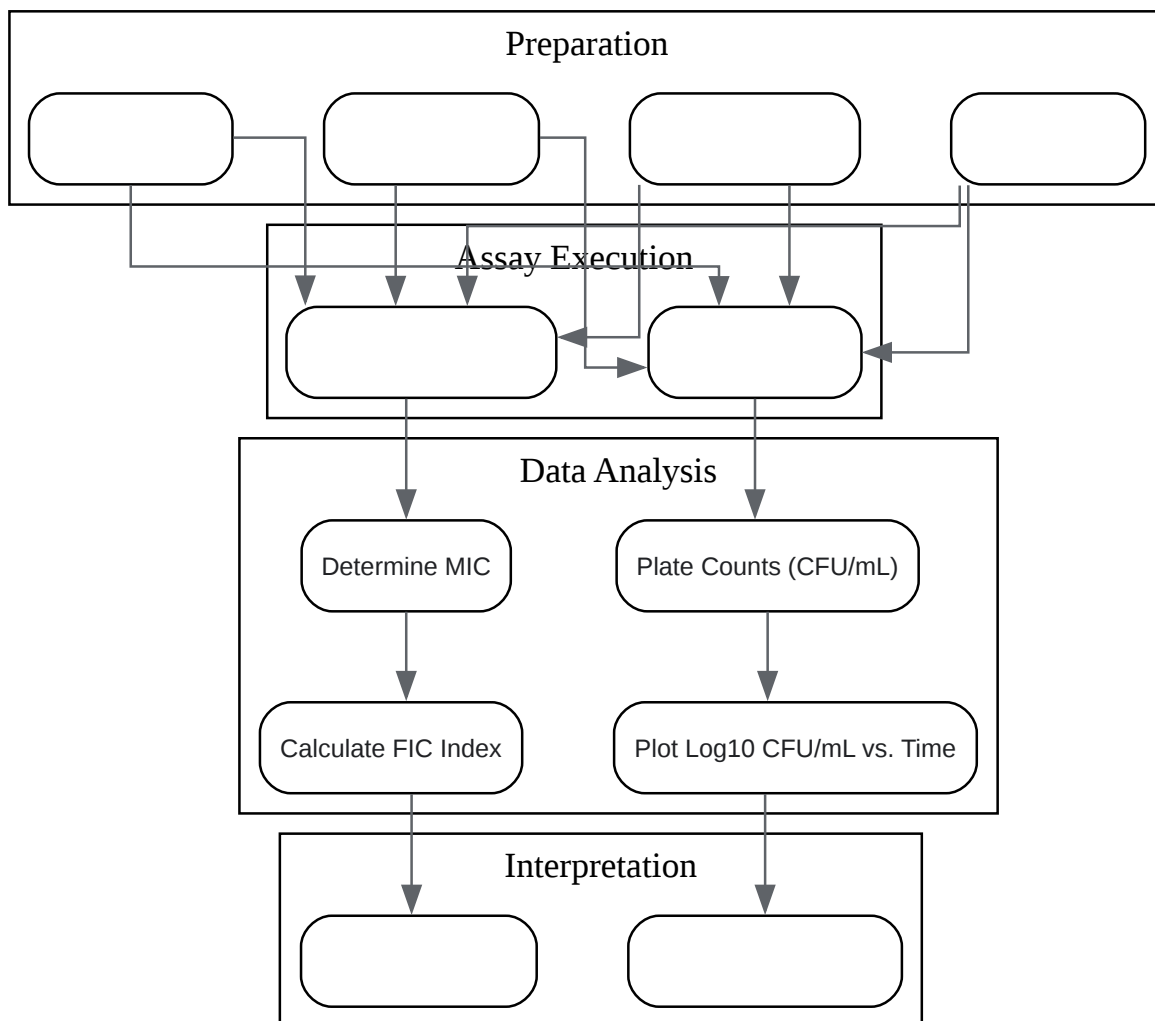 Preparation
Assay Execution
Data Analysis
Determine MIC
Plate Counts (CFU/mL)
Calculate FIC Index
Plot Log10 CFU/mL vs. Time
Interpretation